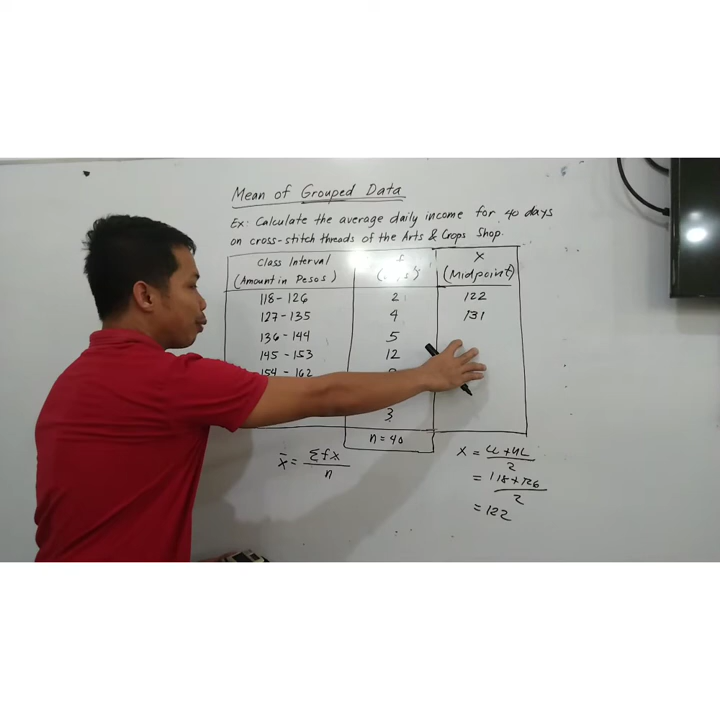 Mean of Grouped Data
Ex: Calculate the average daily income for 40 days
on cross-stitch threads of the Arts & Crops Shop.
Class Interval X
(Amount in Pesos) (Midpoint)
118 - 126 2 122
127 - 135 4 131
136 - 144 5
145 - 153 12
154 - 162
3
n = 40
x̄ = Σfx / n
X = LL + UL / 2
= 118 + 126 / 2
= 122